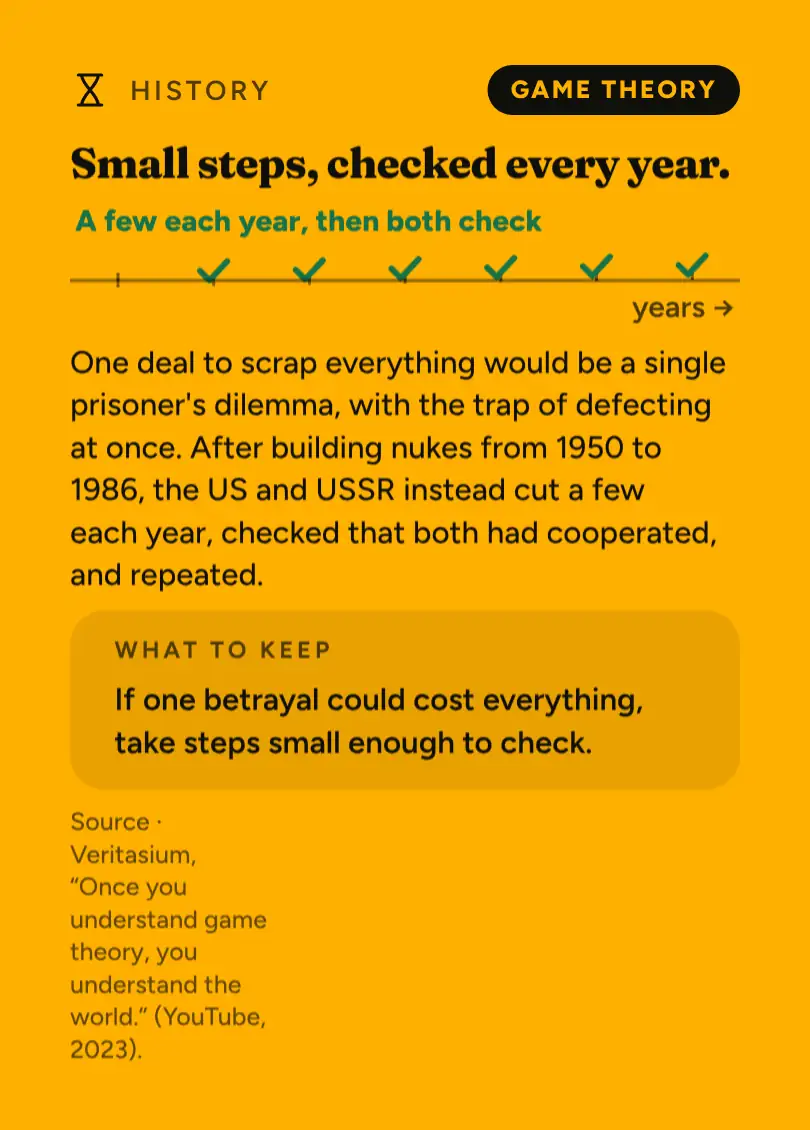 HISTORY
GAME THEORY
Small steps, checked every year.
A few each year, then both check
years →
One deal to scrap everything would be a single
prisoner's dilemma, with the trap of defecting
at once. After building nukes from 1950 to
1986, the US and USSR instead cut a few
each year, checked that both had cooperated,
and repeated.
WHAT TO KEEP
If one betrayal could cost everything,
take steps small enough to check.
Source ·
Veritasium,
“Once you
understand game
theory, you
understand the
world.” (YouTube,
2023).